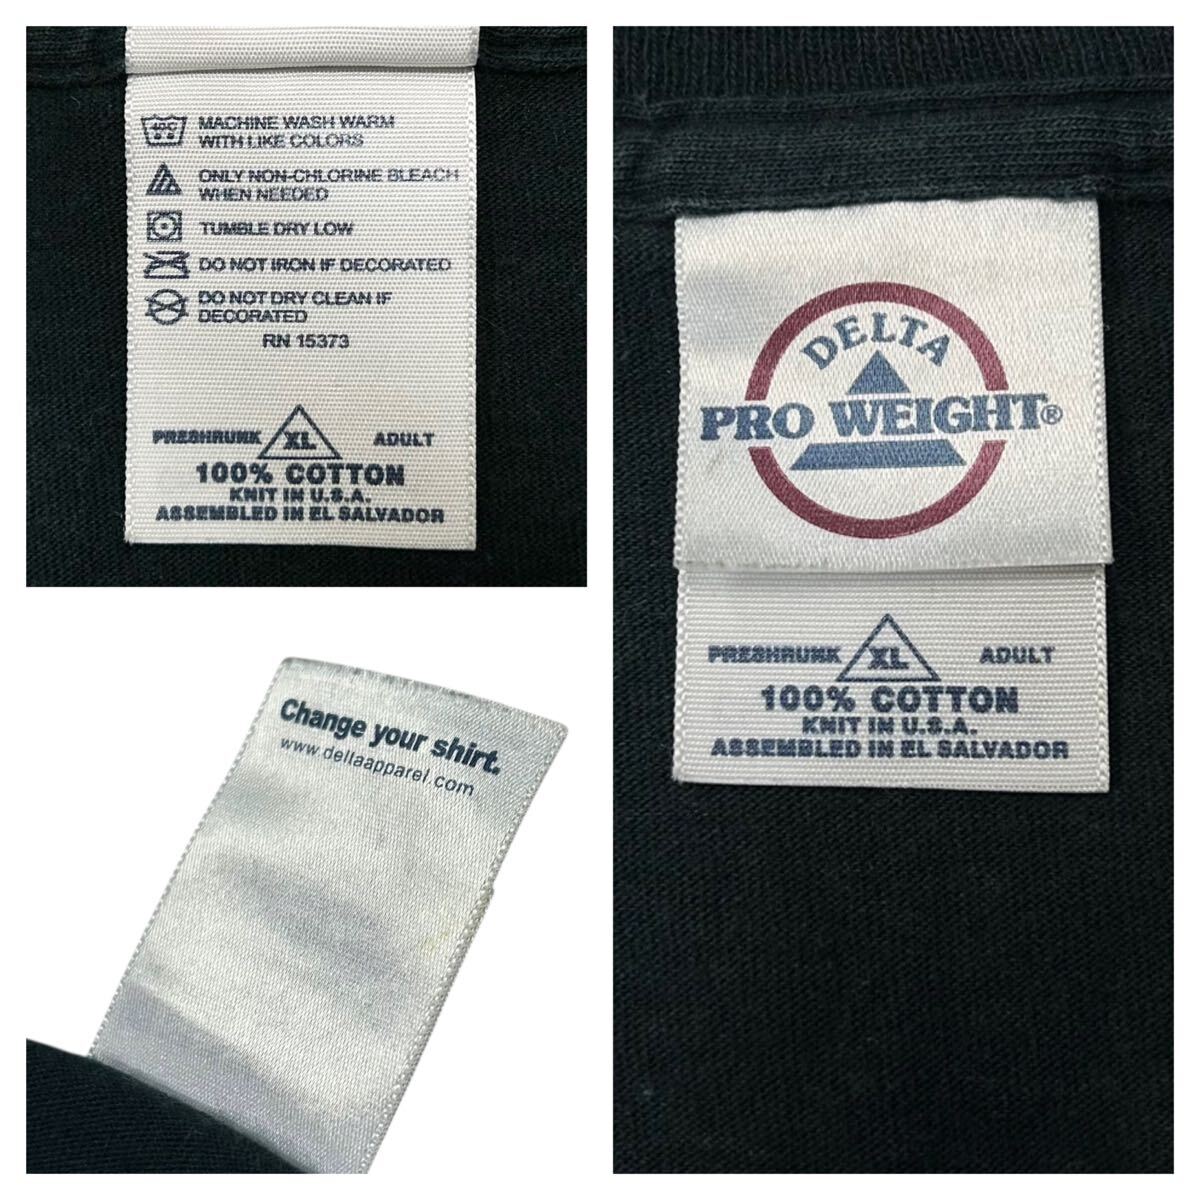 40°C
MACHINE WASH WARM
WITH LIKE COLORS
ONLY NON-CHLORINE BLEACH
WHEN NEEDED
TUMBLE DRY LOW
DO NOT IRON IF DECORATED
DO NOT DRY CLEAN IF
DECORATED
RN 15373
PRESHRUNK XL ADULT
100% COTTON
KNIT IN U.S.A.
ASSEMBLED IN EL SALVADOR
DELTA
PRO WEIGHT®
PRESHRUNK XL ADULT
100% COTTON
KNIT IN U.S.A.
ASSEMBLED IN EL SALVADOR
Change your shirt.
www.deltaapparel.com